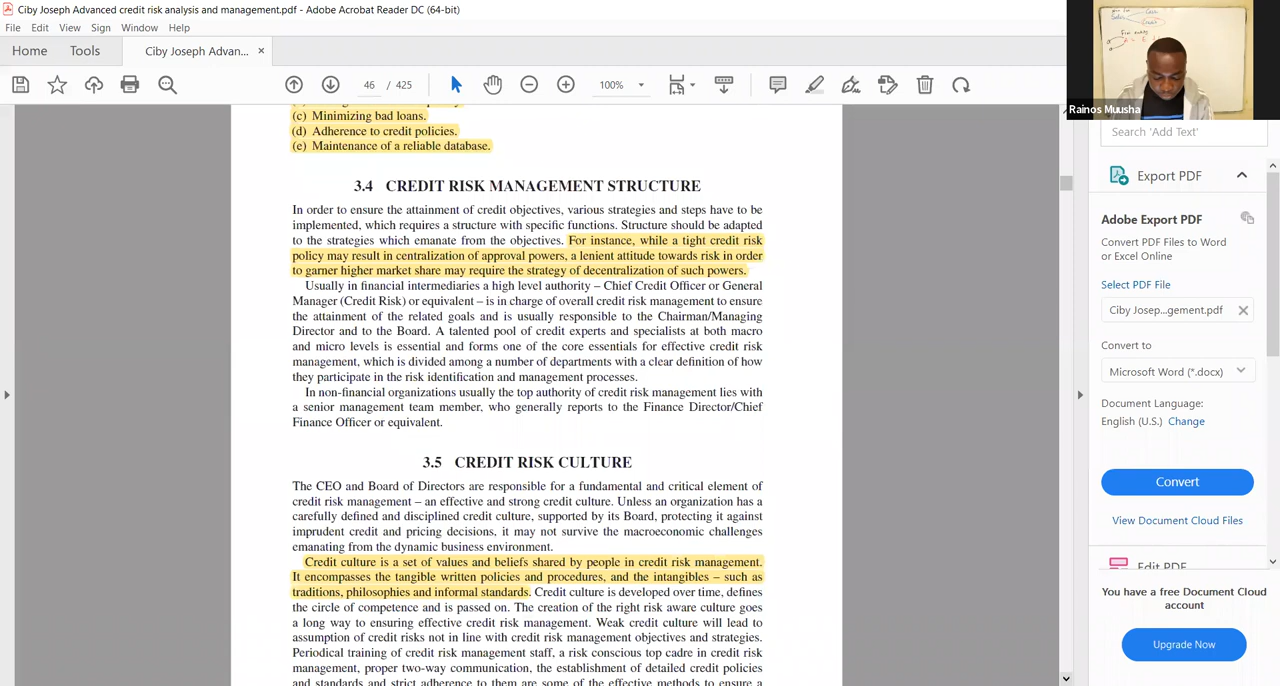 Ciby Joseph Advanced credit risk analysis and management.pdf - Adobe Acrobat Reader DC (64-bit)
File Edit View Sign Window Help
Home Tools Ciby Joseph Advan... ×
46 / 425 100%
Rainos Muusha
(c) Minimizing bad loans.
(d) Adherence to credit policies.
(e) Maintenance of a reliable database.
3.4 CREDIT RISK MANAGEMENT STRUCTURE
In order to ensure the attainment of credit objectives, various strategies and steps have to be
implemented, which requires a structure with specific functions. Structure should be adapted
to the strategies which emanate from the objectives. For instance, while a tight credit risk
policy may result in centralization of approval powers, a lenient attitude towards risk in order
to garner higher market share may require the strategy of decentralization of such powers.
Usually in financial intermediaries a high level authority – Chief Credit Officer or General
Manager (Credit Risk) or equivalent – is in charge of overall credit risk management to ensure
the attainment of the related goals and is usually responsible to the Chairman/Managing
Director and to the Board. A talented pool of credit experts and specialists at both macro
and micro levels is essential and forms one of the core essentials for effective credit risk
management, which is divided among a number of departments with a clear definition of how
they participate in the risk identification and management processes.
In non-financial organizations usually the top authority of credit risk management lies with
a senior management team member, who generally reports to the Finance Director/Chief
Finance Officer or equivalent.
3.5 CREDIT RISK CULTURE
The CEO and Board of Directors are responsible for a fundamental and critical element of
credit risk management – an effective and strong credit culture. Unless an organization has a
carefully defined and disciplined credit culture, supported by its Board, protecting it against
imprudent credit and pricing decisions, it may not survive the macroeconomic challenges
emanating from the dynamic business environment.
Credit culture is a set of values and beliefs shared by people in credit risk management.
It encompasses the tangible written policies and procedures, and the intangibles – such as
traditions, philosophies and informal standards. Credit culture is developed over time, defines
the circle of competence and is passed on. The creation of the right risk aware culture goes
a long way to ensuring effective credit risk management. Weak credit culture will lead to
assumption of credit risks not in line with credit risk management objectives and strategies.
Periodical training of credit risk management staff, a risk conscious top cadre in credit risk
management, proper two-way communication, the establishment of detailed credit policies
and standards and strict adherence to them are some of the effective methods to ensure a
Search 'Add Text'
Export PDF
Adobe Export PDF
Convert PDF Files to Word
or Excel Online
Select PDF File
Ciby Josep...gement.pdf
Convert to
Microsoft Word (*.docx)
Document Language:
English (U.S.) Change
Convert
View Document Cloud Files
Edit PDF
You have a free Document Cloud
account
Upgrade Now